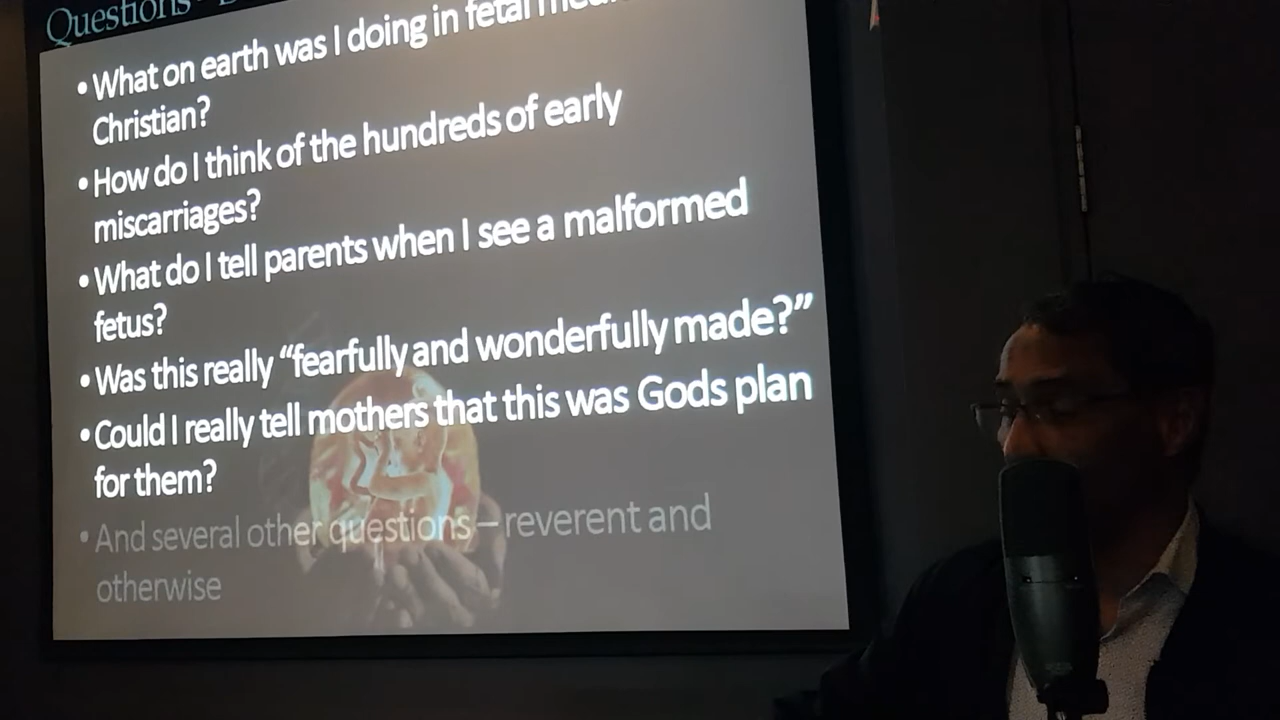 Questions
• What on earth was I doing in fetal
Christian?
• How do I think of the hundreds of early
miscarriages?
• What do I tell parents when I see a malformed
fetus?
• Was this really “fearfully and wonderfully made?”
• Could I really tell mothers that this was Gods plan
for them?
• And several other questions – reverent and
otherwise